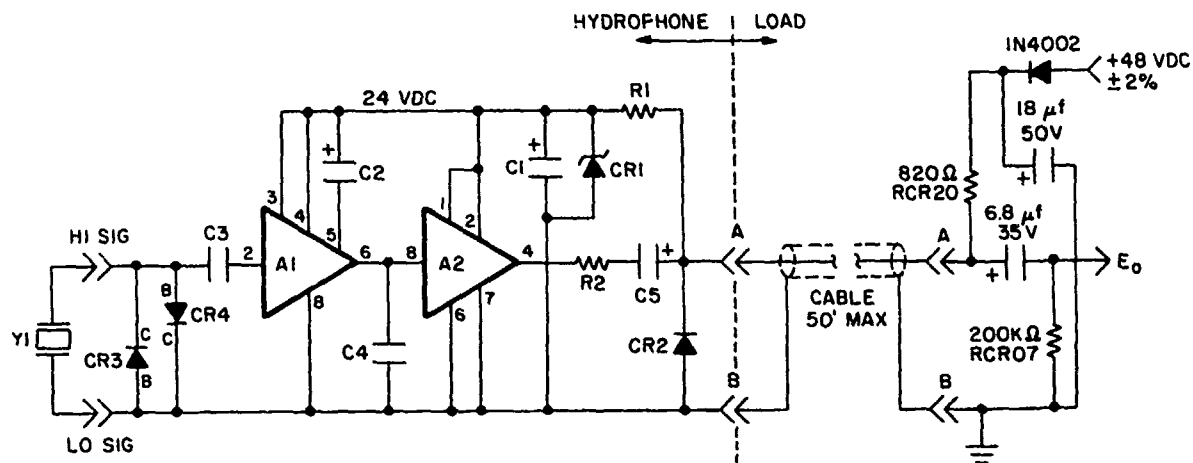 HYDROPHONE LOAD
1N4002
+48 VDC
±2%
24 VDC
R1
18 µf
50V
+
C2
+
C1
CR1
820Ω
RCR20
+
3
4
5
1
2
HI SIG
C3
2
A1
6
8
A2
4
R2
C5
+
A
A
6.8 µf
35V
+
E₀
B
CR4
C
8
7
6
CABLE
50' MAX
Y1
C
CR3
B
C4
CR2
200KΩ
RCR07
B
B
LO SIG